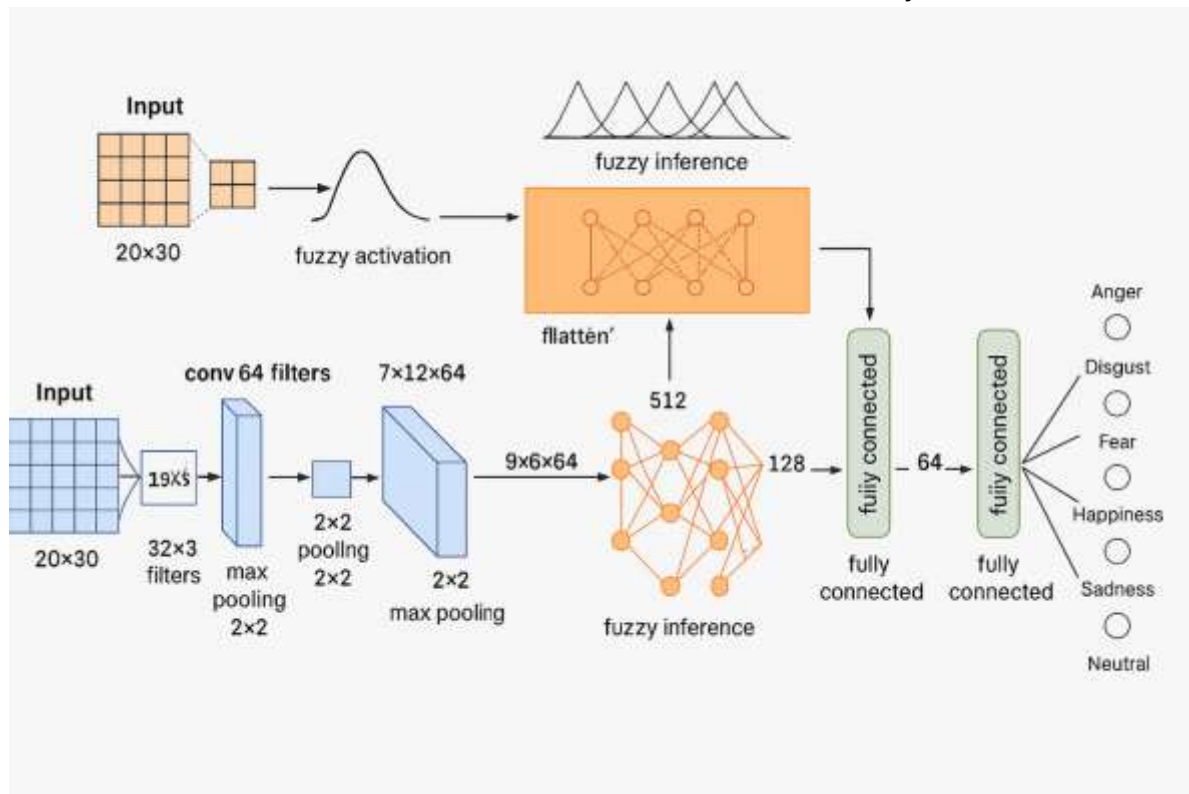 Input
20×30
fuzzy activation
fuzzy inference
fllattėn’
Input
20×30
32×3
filters
conv 64 filters
max
pooling
2×2
2×2
pooling
2×2
7×12×64
2×2
max pooling
9×6×64
512
fuzzy inference
128
fuiiy connected
fully
connected
64
fuiiy connected
fully
connected
Anger
Disgust
Fear
Happiness
Sadness
Neutral